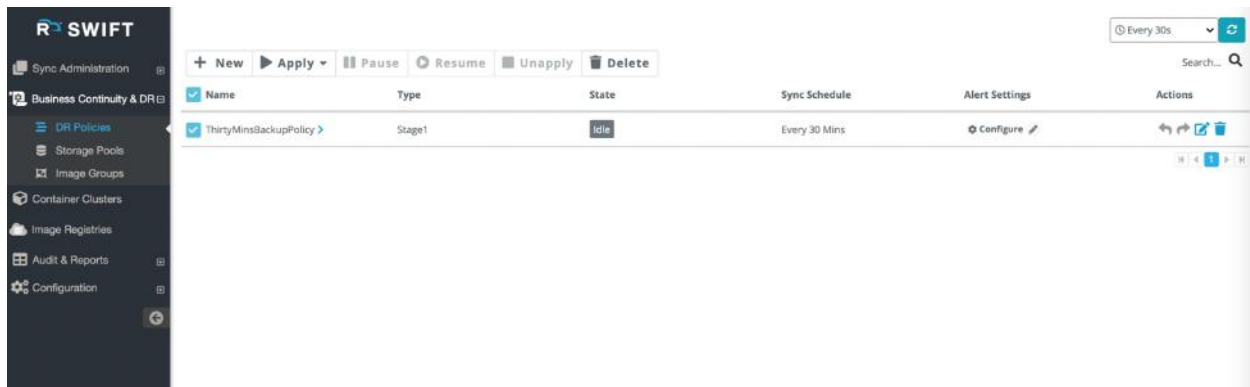 R SWIFT
Every 30s
Sync Administration
Business Continuity & DR
DR Policies
Storage Pools
Image Groups
Container Clusters
Image Registries
Audit & Reports
Configuration
New Apply Pause Resume Unapply Delete
Search...
Name Type State Sync Schedule Alert Settings Actions
ThirtyMinsBackupPolicy Stage1 Idle Every 30 Mins Configure
1